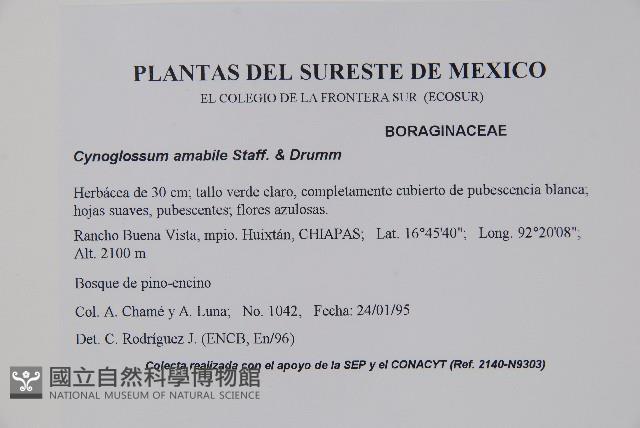 PLANTAS DEL SURESTE DE MEXICO
EL COLEGIO DE LA FRONTERA SUR (ECOSUR)
BORAGINACEAE
Cynoglossum amabile Staff. & Drumm
Herbácea de 30 cm; tallo verde claro, completamente cubierto de pubescencia blanca;
hojas suaves, pubescentes; flores azulosas.
Rancho Buena Vista, mpio. Huixtán, CHIAPAS; Lat. 16°45'40"; Long. 92°20'08";
Alt. 2100 m
Bosque de pino-encino
Col. A. Chamé y A. Luna; No. 1042, Fecha: 24/01/95
Det. C. Rodríguez J. (ENCB, En/96)
Colecta realizada con el apoyo de la SEP y el CONACYT (Ref. 2140-N9303)
國立自然科學博物館
NATIONAL MUSEUM OF NATURAL SCIENCE